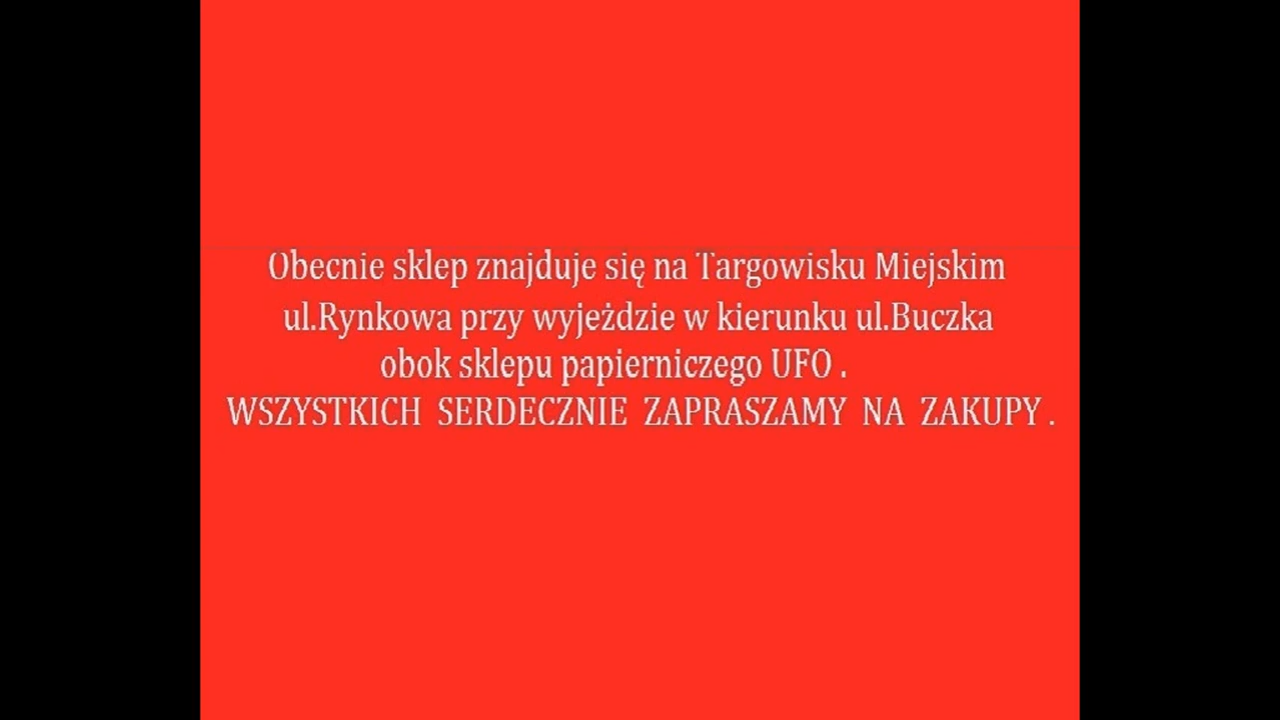 Obecnie sklep znajduje się na Targowisku Miejskim
ul.Rynkowa przy wyjeżdzie w kierunku ul.Buczka
obok sklepu papierniczego UFO .
WSZYSTKICH SERDECZNIE ZAPRASZAMY NA ZAKUPY .